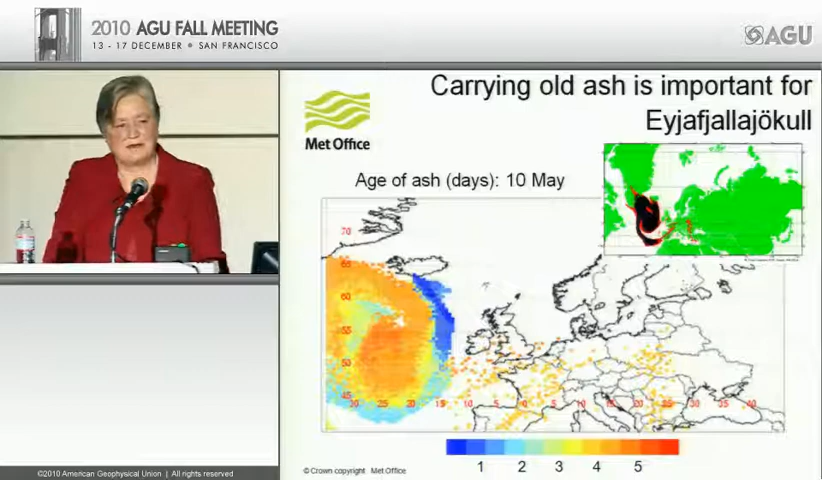 2010 AGU FALL MEETING
13 - 17 DECEMBER • SAN FRANCISCO
AGU
Carrying old ash is important for
Eyjafjallajökull
Met Office
Age of ash (days): 10 May
70
65
60
55
50
45
30 25 20 15 10 5 0 5 10 15 20 25 30 35 40
1 2 3 4 5
© Crown copyright Met Office
©2010 American Geophysical Union | All rights reserved